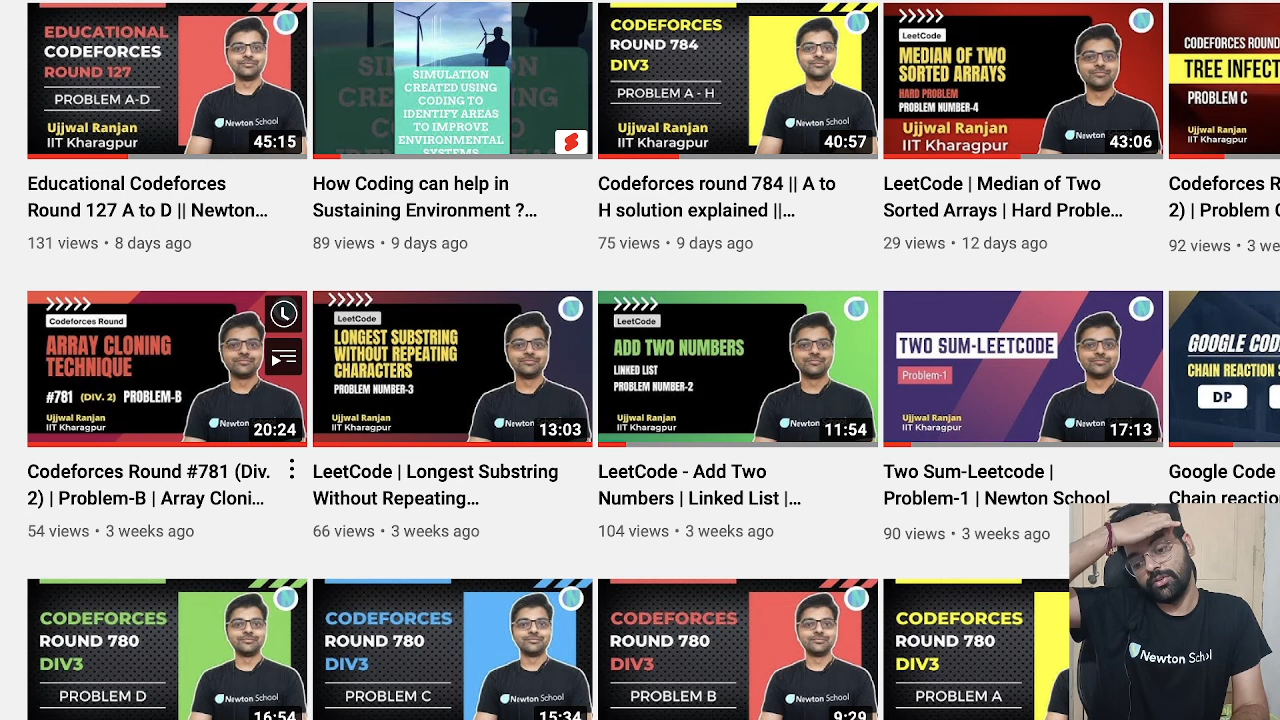 EDUCATIONAL
CODEFORCES
ROUND 127
PROBLEM A-D
Ujjwal Ranjan
IIT Kharagpur
Newton School
45:15
SIMULATION
CREATED USING
CODING TO
IDENTIFY AREAS
TO IMPROVE
ENVIRONMENTAL
SYSTEMS
CODEFORCES
ROUND 784
DIV3
PROBLEM A - H
Ujjwal Ranjan
IIT Kharagpur
Newton School
40:57
LeetCode
MEDIAN OF TWO
SORTED ARRAYS
HARD PROBLEM
PROBLEM NUMBER-4
Ujjwal Ranjan
IIT Kharagpur
Newton
43:06
CODEFORCES ROUND
TREE INFECT
PROBLEM C
Ujjwal Ranjan
IIT Kharagpur
Educational Codeforces
Round 127 A to D || Newton...
131 views • 8 days ago
How Coding can help in
Sustaining Environment ?...
89 views • 9 days ago
Codeforces round 784 || A to
H solution explained ||...
75 views • 9 days ago
LeetCode | Median of Two
Sorted Arrays | Hard Proble...
29 views • 12 days ago
Codeforces R
2) | Problem C
92 views • 3 we
Codeforces Round
ARRAY CLONING
TECHNIQUE
#781 (DIV. 2) PROBLEM-B
Ujjwal Ranjan
IIT Kharagpur
Newton
20:24
LeetCode
LONGEST SUBSTRING
WITHOUT REPEATING
CHARACTERS
PROBLEM NUMBER-3
Ujjwal Ranjan
IIT Kharagpur
Newton
13:03
LeetCode
ADD TWO NUMBERS
LINKED LIST
PROBLEM NUMBER-2
Ujjwal Ranjan
IIT Kharagpur
Newton
11:54
TWO SUM-LEETCODE
Problem-1
Ujjwal Ranjan
IIT Kharagpur
Newton
17:13
GOOGLE COD
CHAIN REACTION S
DP
Codeforces Round #781 (Div.
2) | Problem-B | Array Cloni...
54 views • 3 weeks ago
LeetCode | Longest Substring
Without Repeating...
66 views • 3 weeks ago
LeetCode - Add Two
Numbers | Linked List |...
104 views • 3 weeks ago
Two Sum-Leetcode |
Problem-1 | Newton School
90 views • 3 weeks ago
Google Code
Chain reactio
CODEFORCES
ROUND 780
DIV3
PROBLEM D
Newton School
16:54
CODEFORCES
ROUND 780
DIV3
PROBLEM C
Newton School
15:34
CODEFORCES
ROUND 780
DIV3
PROBLEM B
Newton School
9:29
CODEFORCES
ROUND 780
DIV3
PROBLEM A
Newton School